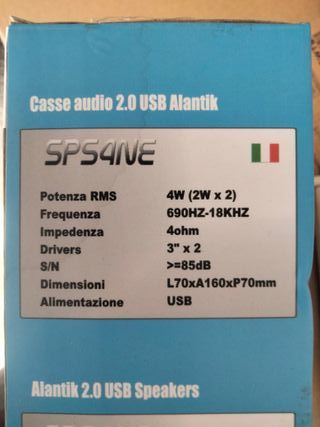 Casse audio 2.0 USB Alantik
SPS4NE
Potenza RMS 4W (2W x 2)
Frequenza 690HZ-18KHZ
Impedenza 4ohm
Drivers 3" x 2
S/N >=85dB
Dimensioni L70xA160xP70mm
Alimentazione USB
Alantik 2.0 USB Speakers